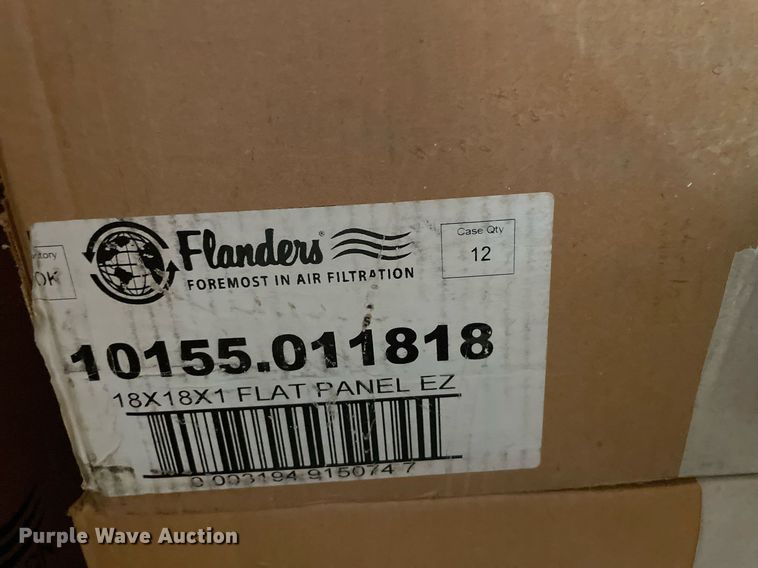 Flanders
FOREMOST IN AIR FILTRATION
Case Qty
12
OK
10155.011818
18X18X1 FLAT PANEL EZ
0 003194 915074 7
Purple Wave Auction